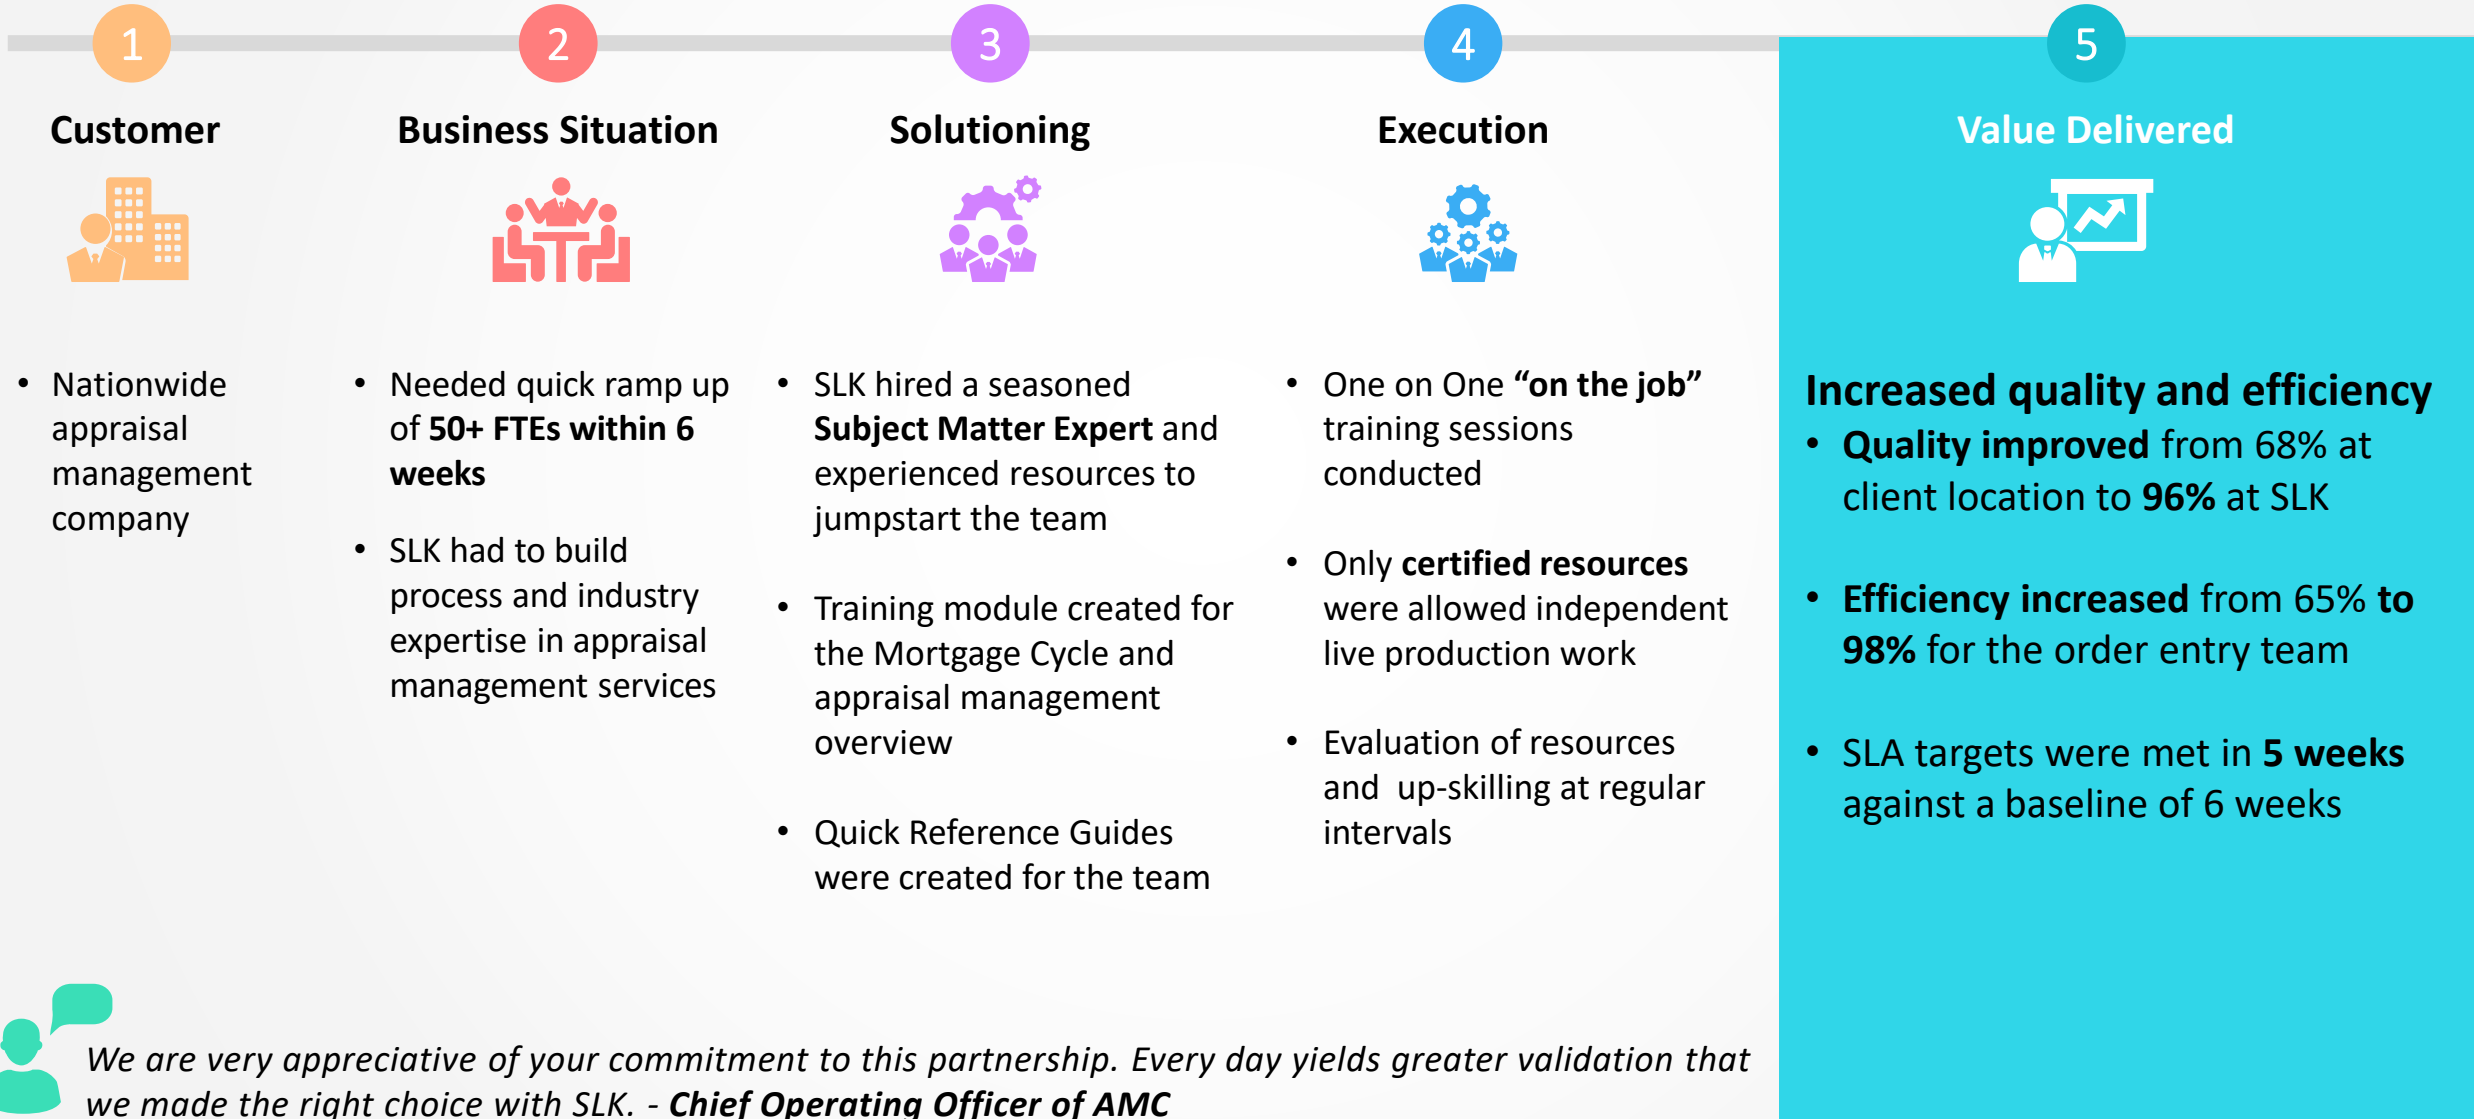 1
Customer
• Nationwide
appraisal
management
company
2
Business Situation
• Needed quick ramp up
of 50+ FTEs within 6
weeks
• SLK had to build
process and industry
expertise in appraisal
management services
3
Solutioning
• SLK hired a seasoned
Subject Matter Expert and
experienced resources to
jumpstart the team
• Training module created for
the Mortgage Cycle and
appraisal management
overview
• Quick Reference Guides
were created for the team
4
Execution
• One on One “on the job”
training sessions
conducted
• Only certified resources
were allowed independent
live production work
• Evaluation of resources
and  up-skilling at regular
intervals
5
Value Delivered
Increased quality and efficiency
• Quality improved from 68% at
client location to 96% at SLK
• Efficiency increased from 65% to
98% for the order entry team
• SLA targets were met in 5 weeks
against a baseline of 6 weeks
We are very appreciative of your commitment to this partnership. Every day yields greater validation that
we made the right choice with SLK. - Chief Operating Officer of AMC